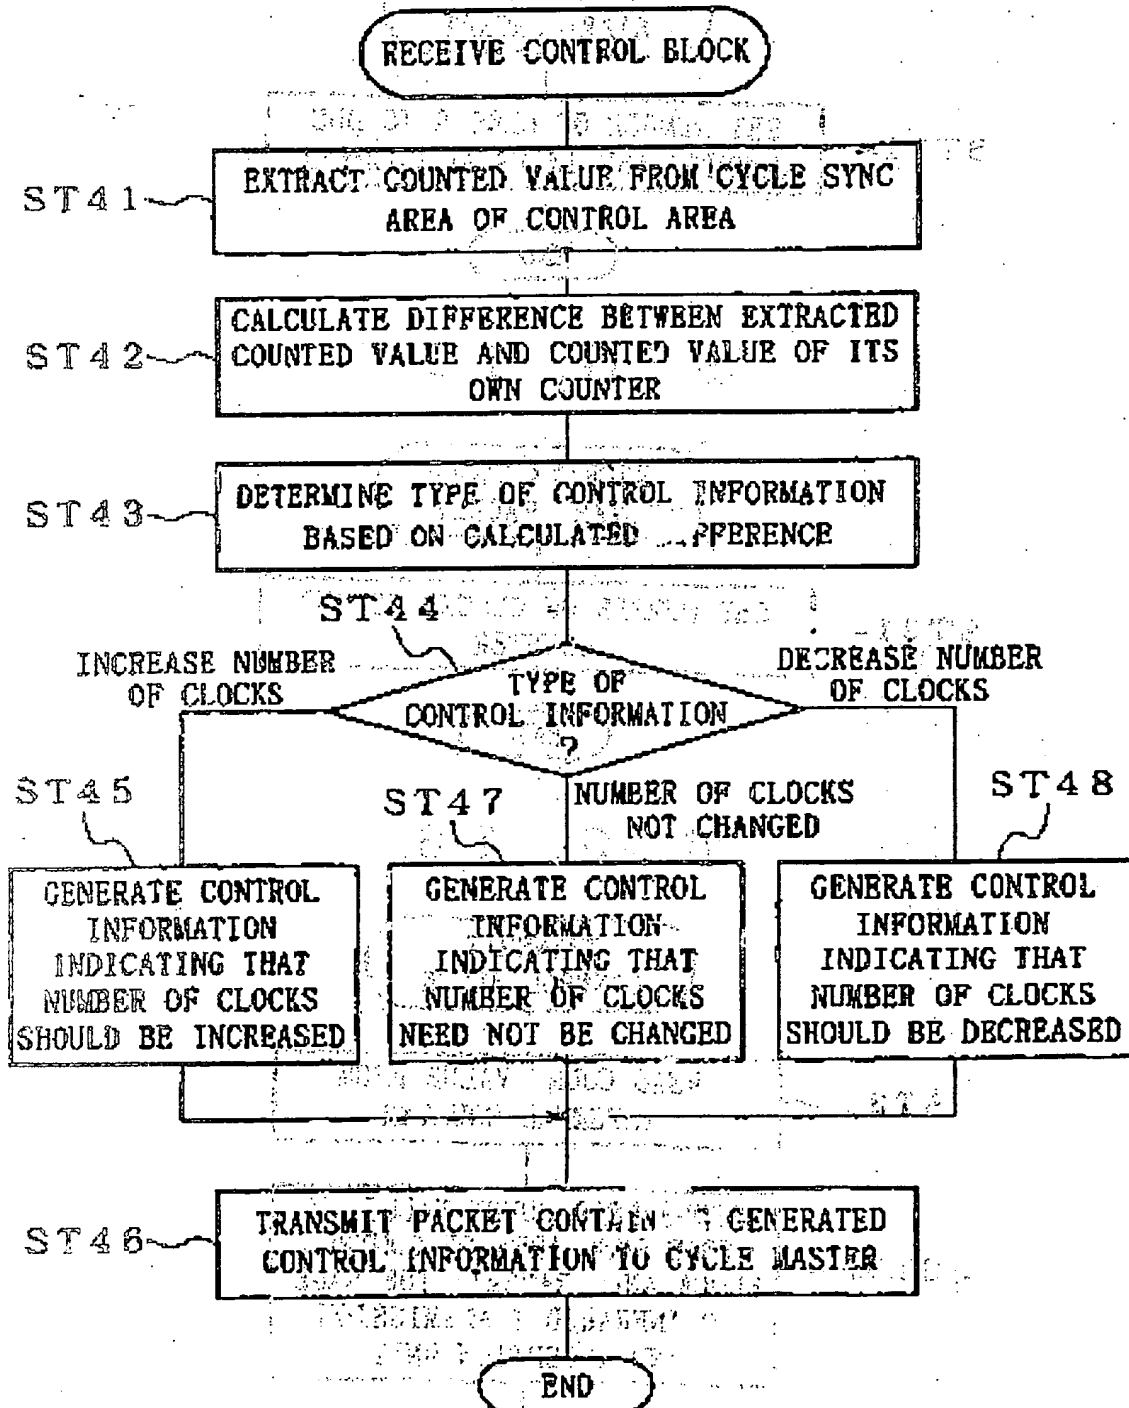 RECEIVE CONTROL BLOCK
ST41
EXTRACT COUNTED VALUE FROM CYCLE SYNC
AREA OF CONTROL AREA
ST42
CALCULATE DIFFERENCE BETWEEN EXTRACTED
COUNTED VALUE AND COUNTED VALUE OF ITS
OWN COUNTER
ST43
DETERMINE TYPE OF CONTROL INFORMATION
BASED ON CALCULATED
ST44
TYPE OF
CONTROL INFORMATION
?
INCREASE NUMBER
OF CLOCKS
DECREASE NUMBER
OF CLOCKS
NUMBER OF CLOCKS
NOT CHANGED
ST45
GENERATE CONTROL
INFORMATION
INDICATING THAT
NUMBER OF CLOCKS
SHOULD BE INCREASED
ST47
GENERATE CONTROL
INFORMATION
INDICATING THAT
NUMBER OF CLOCKS
NEED NOT BE CHANGED
ST48
GENERATE CONTROL
INFORMATION
INDICATING THAT
NUMBER OF CLOCKS
SHOULD BE DECREASED
ST46
TRANSMIT PACKET GENERATED
CONTROL INFORMATION TO CYCLE MASTER
END